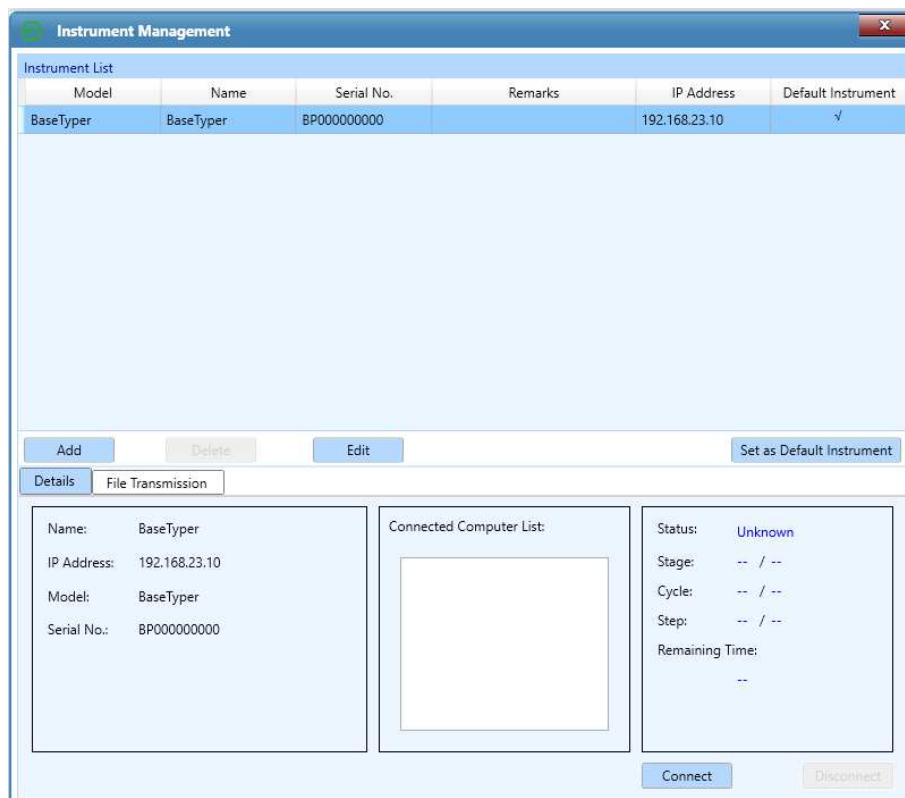 Instrument Management
X
Instrument List
Model Name Serial No. Remarks IP Address Default Instrument
BaseTyper BaseTyper BP000000000 192.168.23.10 √
Add Delete Edit Set as Default Instrument
Details File Transmission
Name: BaseTyper
IP Address: 192.168.23.10
Model: BaseTyper
Serial No.: BP000000000
Connected Computer List:
Status: Unknown
Stage: -- / --
Cycle: -- / --
Step: -- / --
Remaining Time:
--
Connect Disconnect